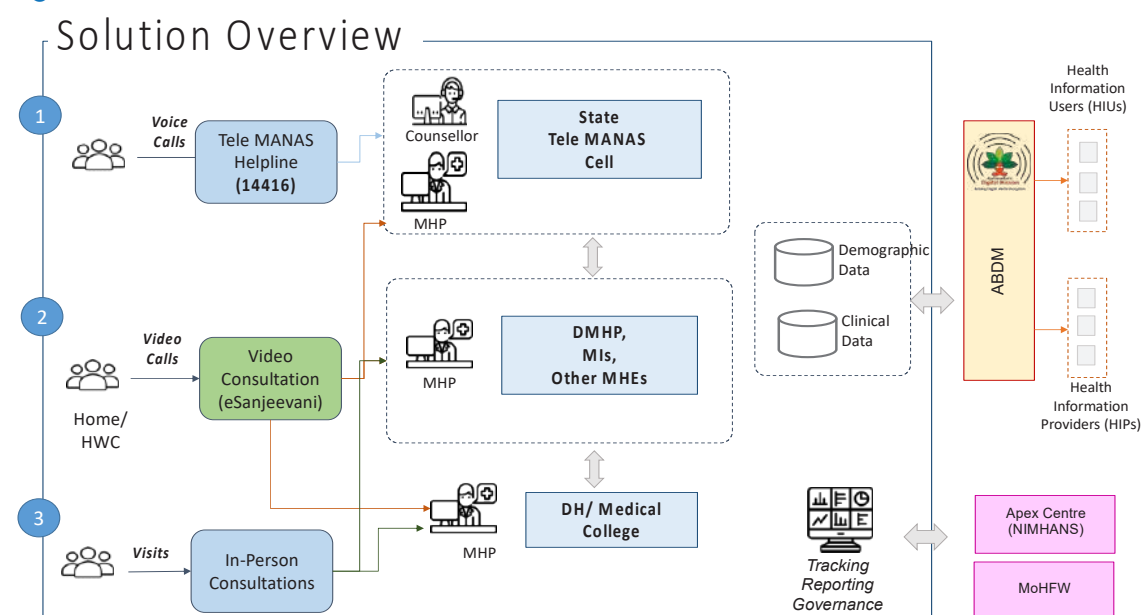 Solution Overview
1
Voice
Calls
Tele MANAS
Helpline
(14416)
Counsellor
MHP
State
Tele MANAS
Cell
2
Video
Calls
Home/
HWC
Video
Consultation
(eSanjeevani)
MHP
DMHP,
MIs,
Other MHEs
3
Visits
In-Person
Consultations
MHP
DH/ Medical
College
Demographic
Data
Clinical
Data
Tracking
Reporting
Governance
ABDM
Health
Information
Users (HIUs)
Health
Information
Providers (HIPs)
Apex Centre
(NIMHANS)
MoHFW